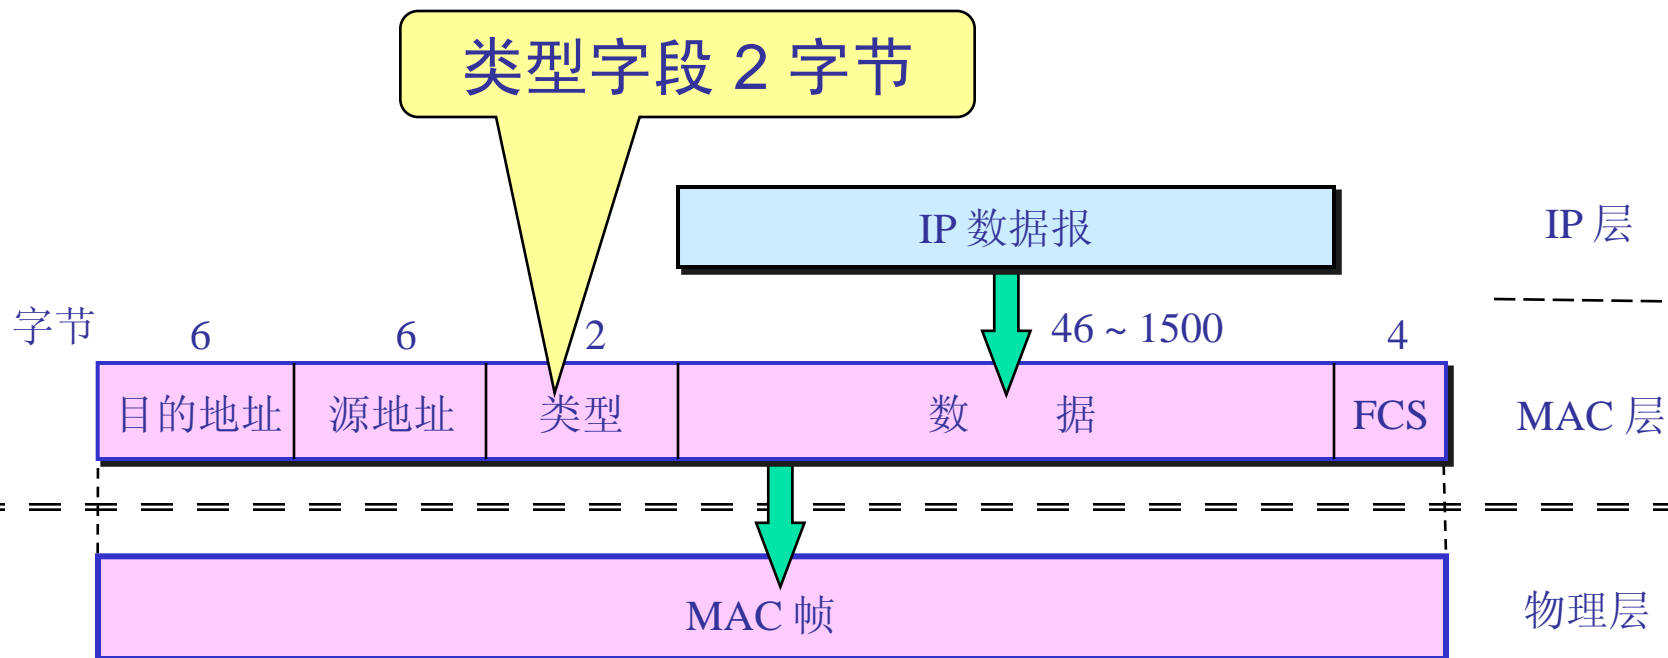 类型字段 2 字节
IP 数据报
IP 层
字节
6
6
2
46 ~ 1500
4
目的地址
源地址
类型
数 据
FCS
MAC 层
MAC 帧
物理层